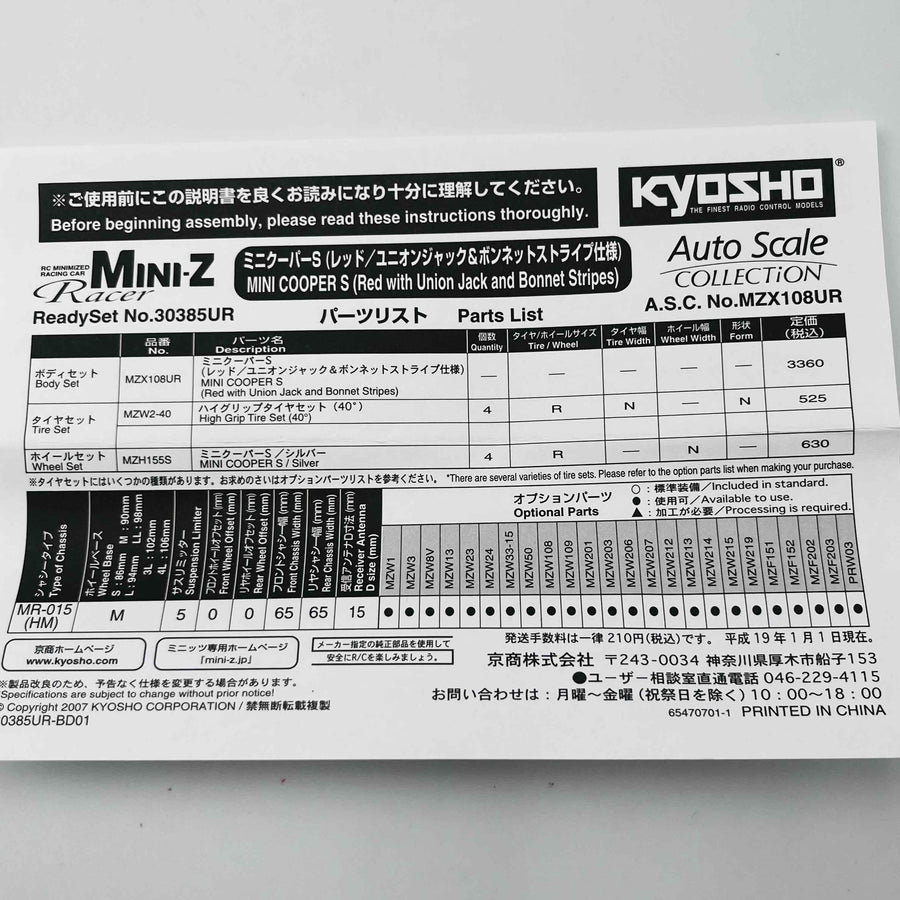 ※ご使用前にこの説明書を良くお読みになり十分に理解してください。
Before beginning assembly, please read these instructions thoroughly.
KYOSHO®
THE FINEST RADIO CONTROL MODELS
RC MINIMIZED RACING CAR
MINI-Z
Racer
ミニクーパーS (レッド/ユニオンジャック&ボンネットストライプ仕様)
MINI COOPER S (Red with Union Jack and Bonnet Stripes)
Auto Scale
COLLECTiON
A.S.C. No.MZX108UR
ReadySet No.30385UR パーツリスト Parts List
品番 No. パーツ名 Description 個数 Quantity タイヤ/ホイールサイズ Tire / Wheel タイヤ幅 Tire Width ホイール幅 Wheel Width 形状 Form 定価 (税込)
ボディセット Body Set MZX108UR ミニクーパーS (レッド/ユニオンジャック&ボンネットストライプ仕様) MINI COOPER S (Red with Union Jack and Bonnet Stripes) — — — — — 3360
タイヤセット Tire Set MZW2-40 ハイグリップタイヤセット (40°) High Grip Tire Set (40°) 4 R N — N 525
ホイールセット Wheel Set MZH155S ミニクーパーS /シルバー MINI COOPER S / Silver 4 R — N — 630
※タイヤセットにはいくつかの種類があります。お求めのさいはオプションパーツリストを参考ください。 *There are several varieties of tire sets. Please refer to the option parts list when making your purchase.
シャシータイプ Type of Chassis
ホイールベース Wheel Base S : 86mm M : 90mm L : 94mm LL : 98mm 3L : 102mm 4L : 106mm
サスリミッター Suspension Limiter
フロントホイールオフセット (mm) Front Wheel Offset (mm)
リヤホイールオフセット (mm) Rear Wheel Offset (mm)
フロントシャシー幅 (mm) Front Chassis Width (mm)
リヤシャシー幅 (mm) Rear Chassis Width (mm)
受信アンテナD寸法 (mm) Receiver Antenna D size (mm)
オプションパーツ Optional Parts
○ : 標準装備/Included in standard.
● : 使用可/Available to use.
▲ : 加工が必要/Processing is required.
MZW1 MZW3 MZW8V MZW13 MZW23 MZW24 MZW33-15 MZW50 MZW108 MZW109 MZW201 MZW203 MZW206 MZW207 MZW212 MZW213 MZW214 MZW215 MZW219 MZF151 MZF152 MZF202 MZF203 PRW03
MR-015 (HM) M 5 0 0 65 65 15 ● ● ● ● ● ● ● ● ● ● ● ● ● ● ● ● ● ● ● ● ● ● ● ●
京商ホームページ
www.kyosho.com
ミニッツ専用ホームページ
「mini-z.jp」
メーカー指定の純正部品を使用して
安全にR/Cを楽しみましょう。
発送手数料は一律 210円(税込)です。 平成 19年 1月 1日現在。
京商株式会社 〒243-0034 神奈川県厚木市船子 153
●ユーザー相談室直通電話 046-229-4115
お問い合わせは : 月曜〜金曜 (祝祭日を除く) 10 : 00〜18 : 00
※製品改良のため、予告なく仕様を変更する場合があります。
*Specifications are subject to change without prior notice!
© Copyright 2007 KYOSHO CORPORATION / 禁無断転載複製
30385UR-BD01
65470701-1 PRINTED IN CHINA